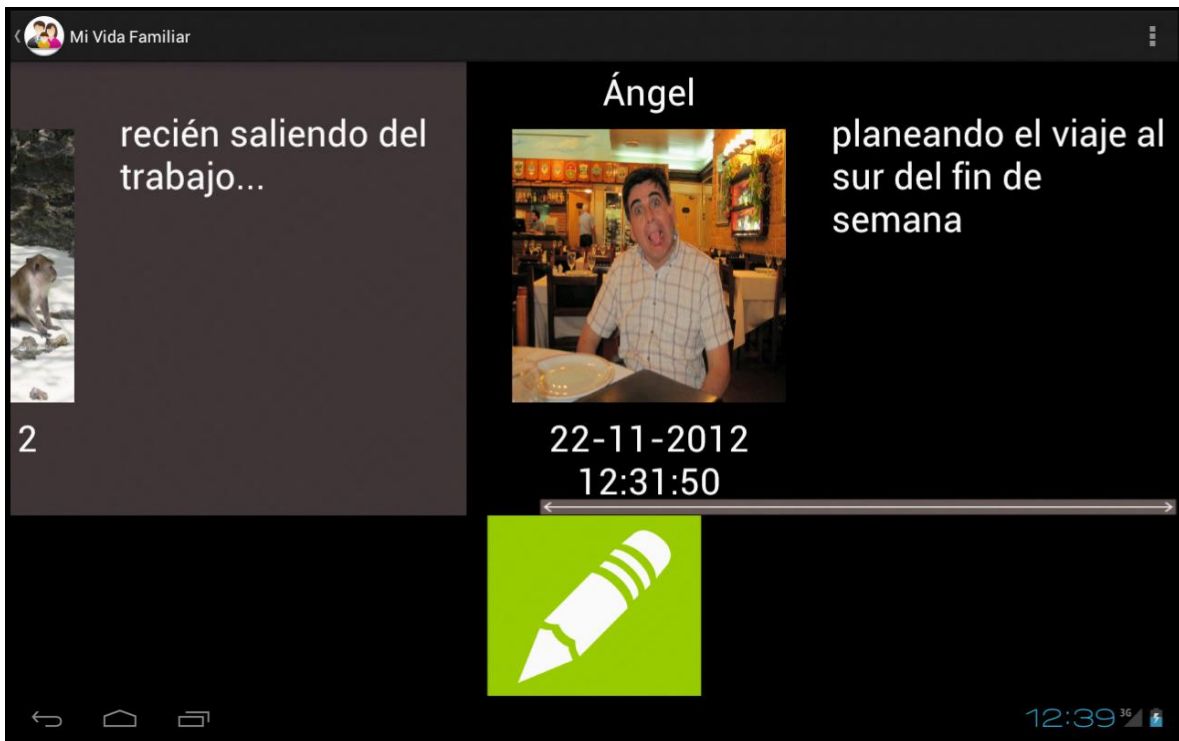 Mi Vida Familiar
recién saliendo del
trabajo...
2
Ángel
22-11-2012
12:31:50
planeando el viaje al
sur del fin de
semana
12:39
3G